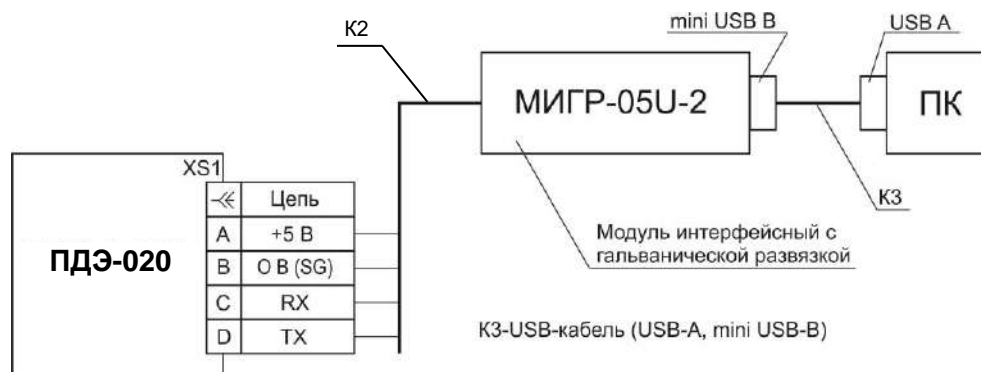 К2
mini USB B
USB A
МИГР-05U-2
ПК
К3
XS1
Цепь
A +5 В
B О В (SG)
C RX
D TX
ПДЭ-020
Модуль интерфейсный с
гальванической развязкой
К3-USB-кабель (USB-A, mini USB-B)